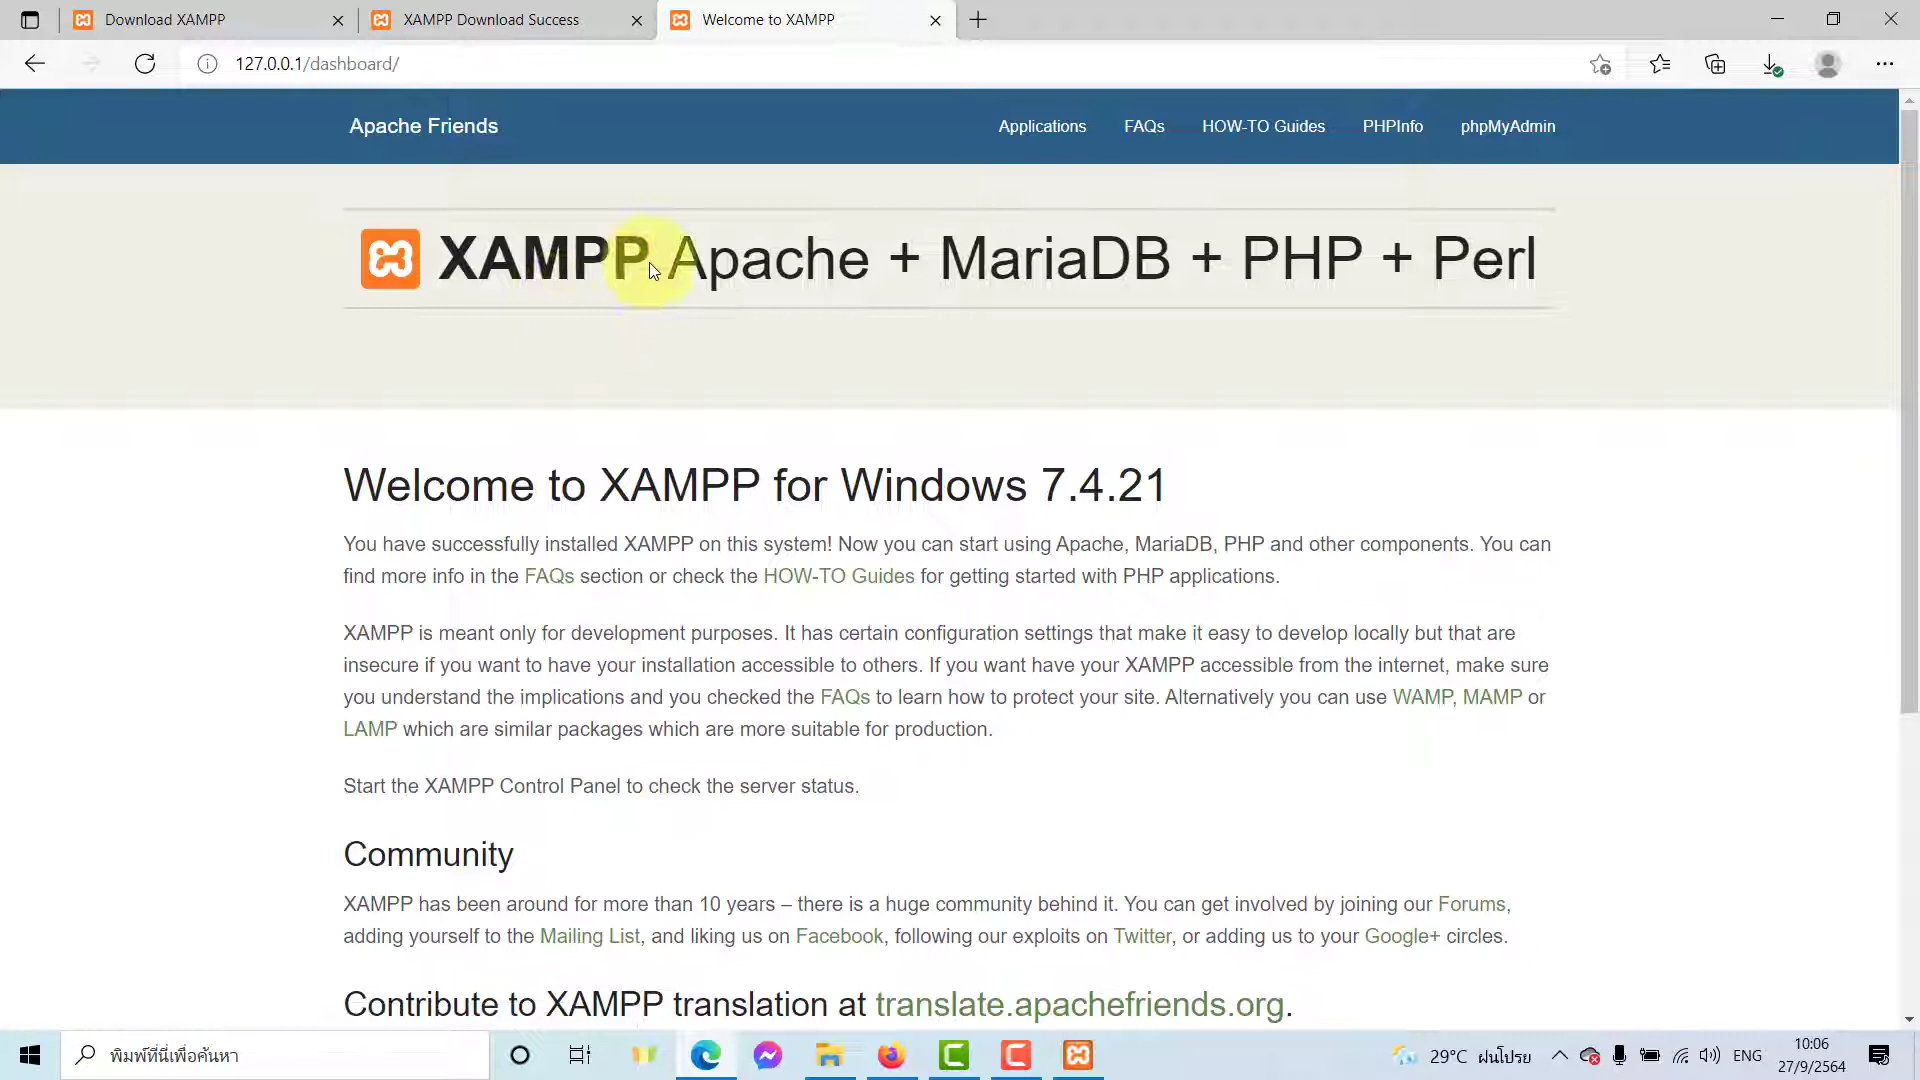 Download XAMPP
XAMPP Download Success
Welcome to XAMPP
127.0.0.1/dashboard/
Apache Friends
Applications
FAQs
HOW-TO Guides
PHPInfo
phpMyAdmin
XAMPP Apache + MariaDB + PHP + Perl
Welcome to XAMPP for Windows 7.4.21
You have successfully installed XAMPP on this system! Now you can start using Apache, MariaDB, PHP and other components. You can
find more info in the FAQs section or check the HOW-TO Guides for getting started with PHP applications.
XAMPP is meant only for development purposes. It has certain configuration settings that make it easy to develop locally but that are
insecure if you want to have your installation accessible to others. If you want have your XAMPP accessible from the internet, make sure
you understand the implications and you checked the FAQs to learn how to protect your site. Alternatively you can use WAMP, MAMP or
LAMP which are similar packages which are more suitable for production.
Start the XAMPP Control Panel to check the server status.
Community
XAMPP has been around for more than 10 years – there is a huge community behind it. You can get involved by joining our Forums,
adding yourself to the Mailing List, and liking us on Facebook, following our exploits on Twitter, or adding us to your Google+ circles.
Contribute to XAMPP translation at translate.apachefriends.org.
พิมพ์ที่นี่เพื่อค้นหา
29°C ฝนโปรย
ENG
10:06
27/9/2564